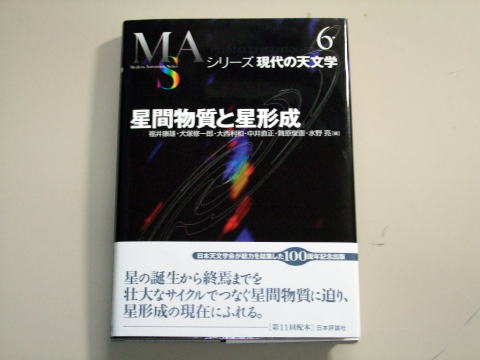 MAS
Modern Astronomy Series
6
シリーズ現代の天文学
星間物質と星形成
福井康雄・犬塚修一郎・大西利和・中井直正・舞原俊憲・水野 亮[編]
日本天文学会が総力を結集した100周年記念出版
星の誕生から終焉までを
壮大なサイクルでつなぐ星間物質に迫り、
星形成の現在にふれる。
[第11回配本] 日本評論社